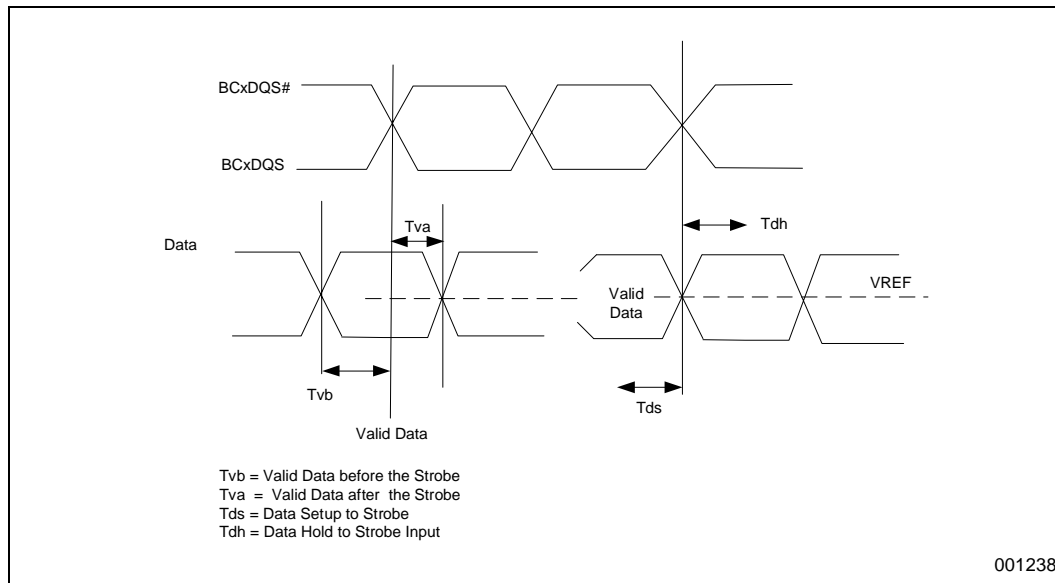 BCxDQS#
BCxDQS
Tva
Tdh
Data
VREF
Valid
Data
Tvb
Tds
Valid Data
Tvb = Valid Data before the Strobe
Tva = Valid Data after the Strobe
Tds = Data Setup to Strobe
Tdh = Data Hold to Strobe Input
001238